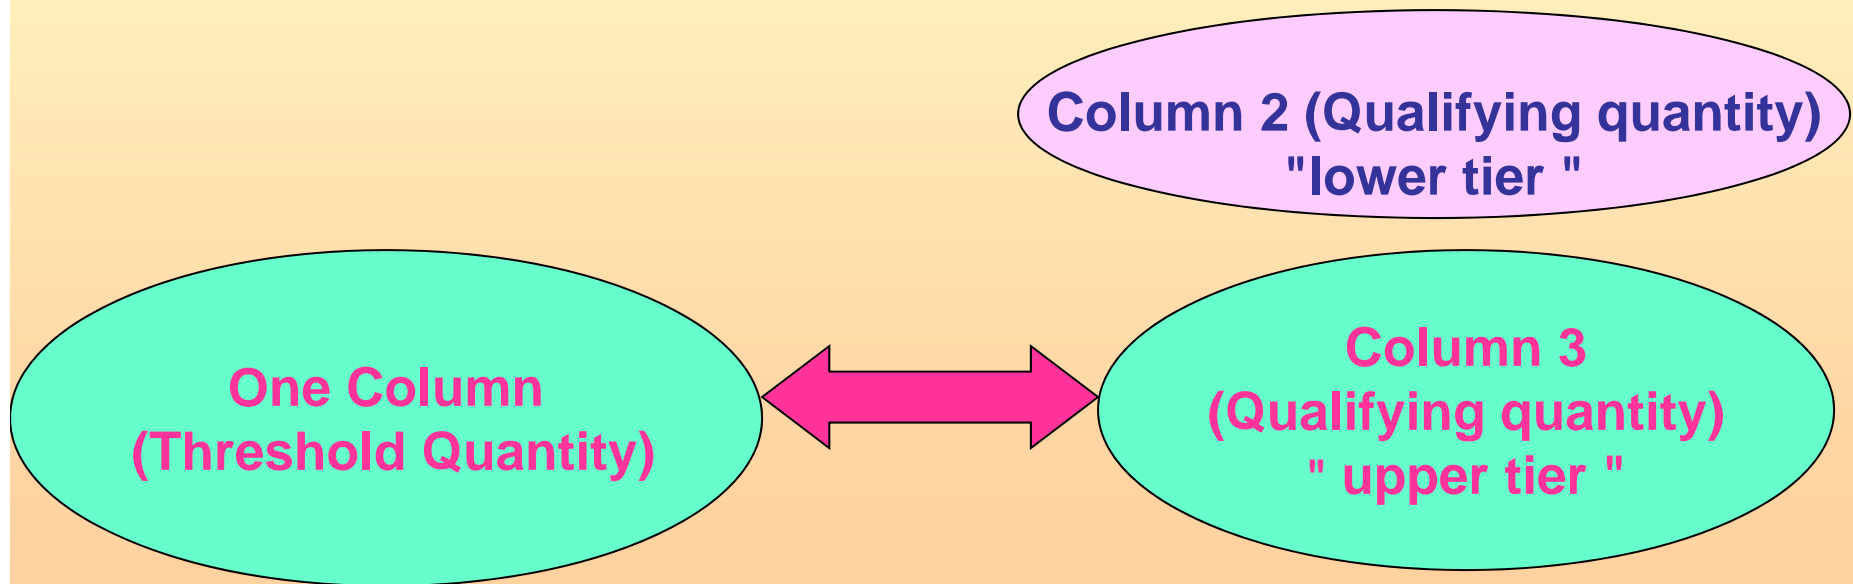 Column 2 (Qualifying quantity)
"lower tier "
One Column
(Threshold Quantity)
Column 3
(Qualifying quantity)
" upper tier "